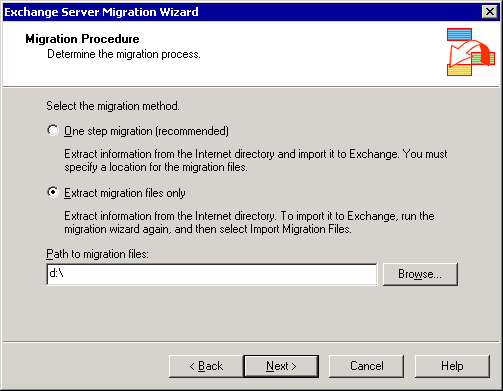 Exchange Server Migration Wizard
Migration Procedure
Determine the migration process.
Select the migration method.
One step migration (recommended)
Extract information from the Internet directory and import it to Exchange. You must
specify a location for the migration files.
Extract migration files only
Extract information from the Internet directory. To import it to Exchange, run the
migration wizard again, and then select Import Migration Files.
Path to migration files:
d:\
Browse...
< Back
Next >
Cancel
Help